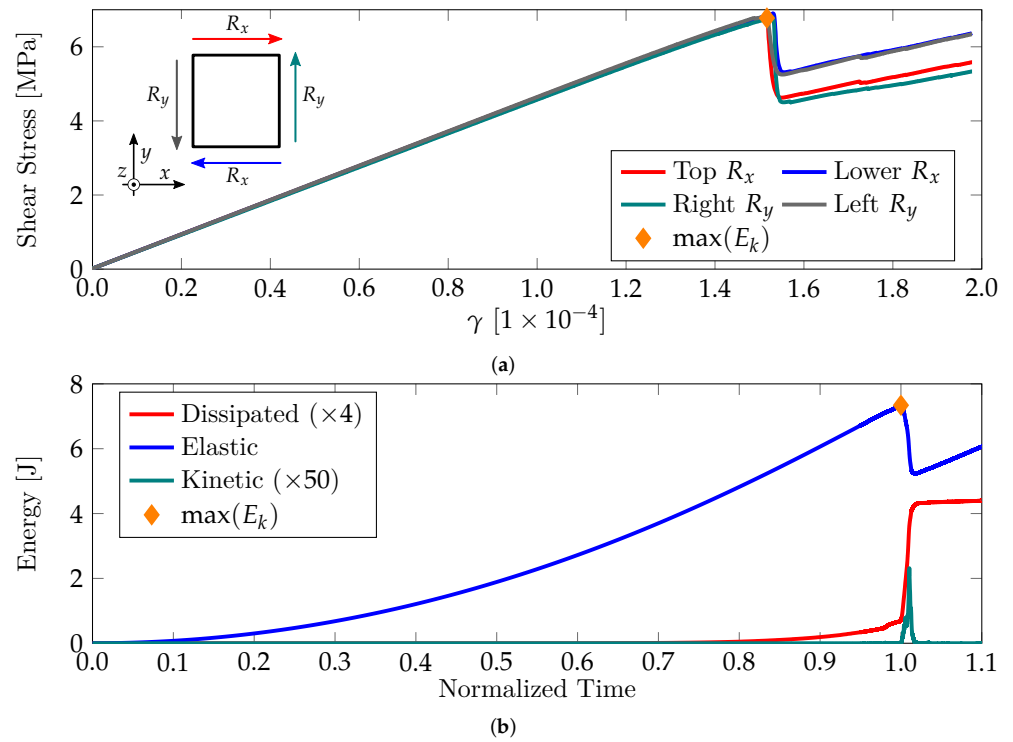 Shear Stress [MPa]
6
4
2
0
R_x
R_y
R_y
R_x
y
z
x
Top R_x
Lower R_x
Right R_y
Left R_y
max(E_k)
0.0 0.2 0.4 0.6 0.8 1.0 1.2 1.4 1.6 1.8 2.0
γ [1 × 10⁻⁴]
(a)
Energy [J]
8
6
4
2
0
Dissipated (×4)
Elastic
Kinetic (×50)
max(E_k)
0.0 0.1 0.2 0.3 0.4 0.5 0.6 0.7 0.8 0.9 1.0 1.1
Normalized Time
(b)